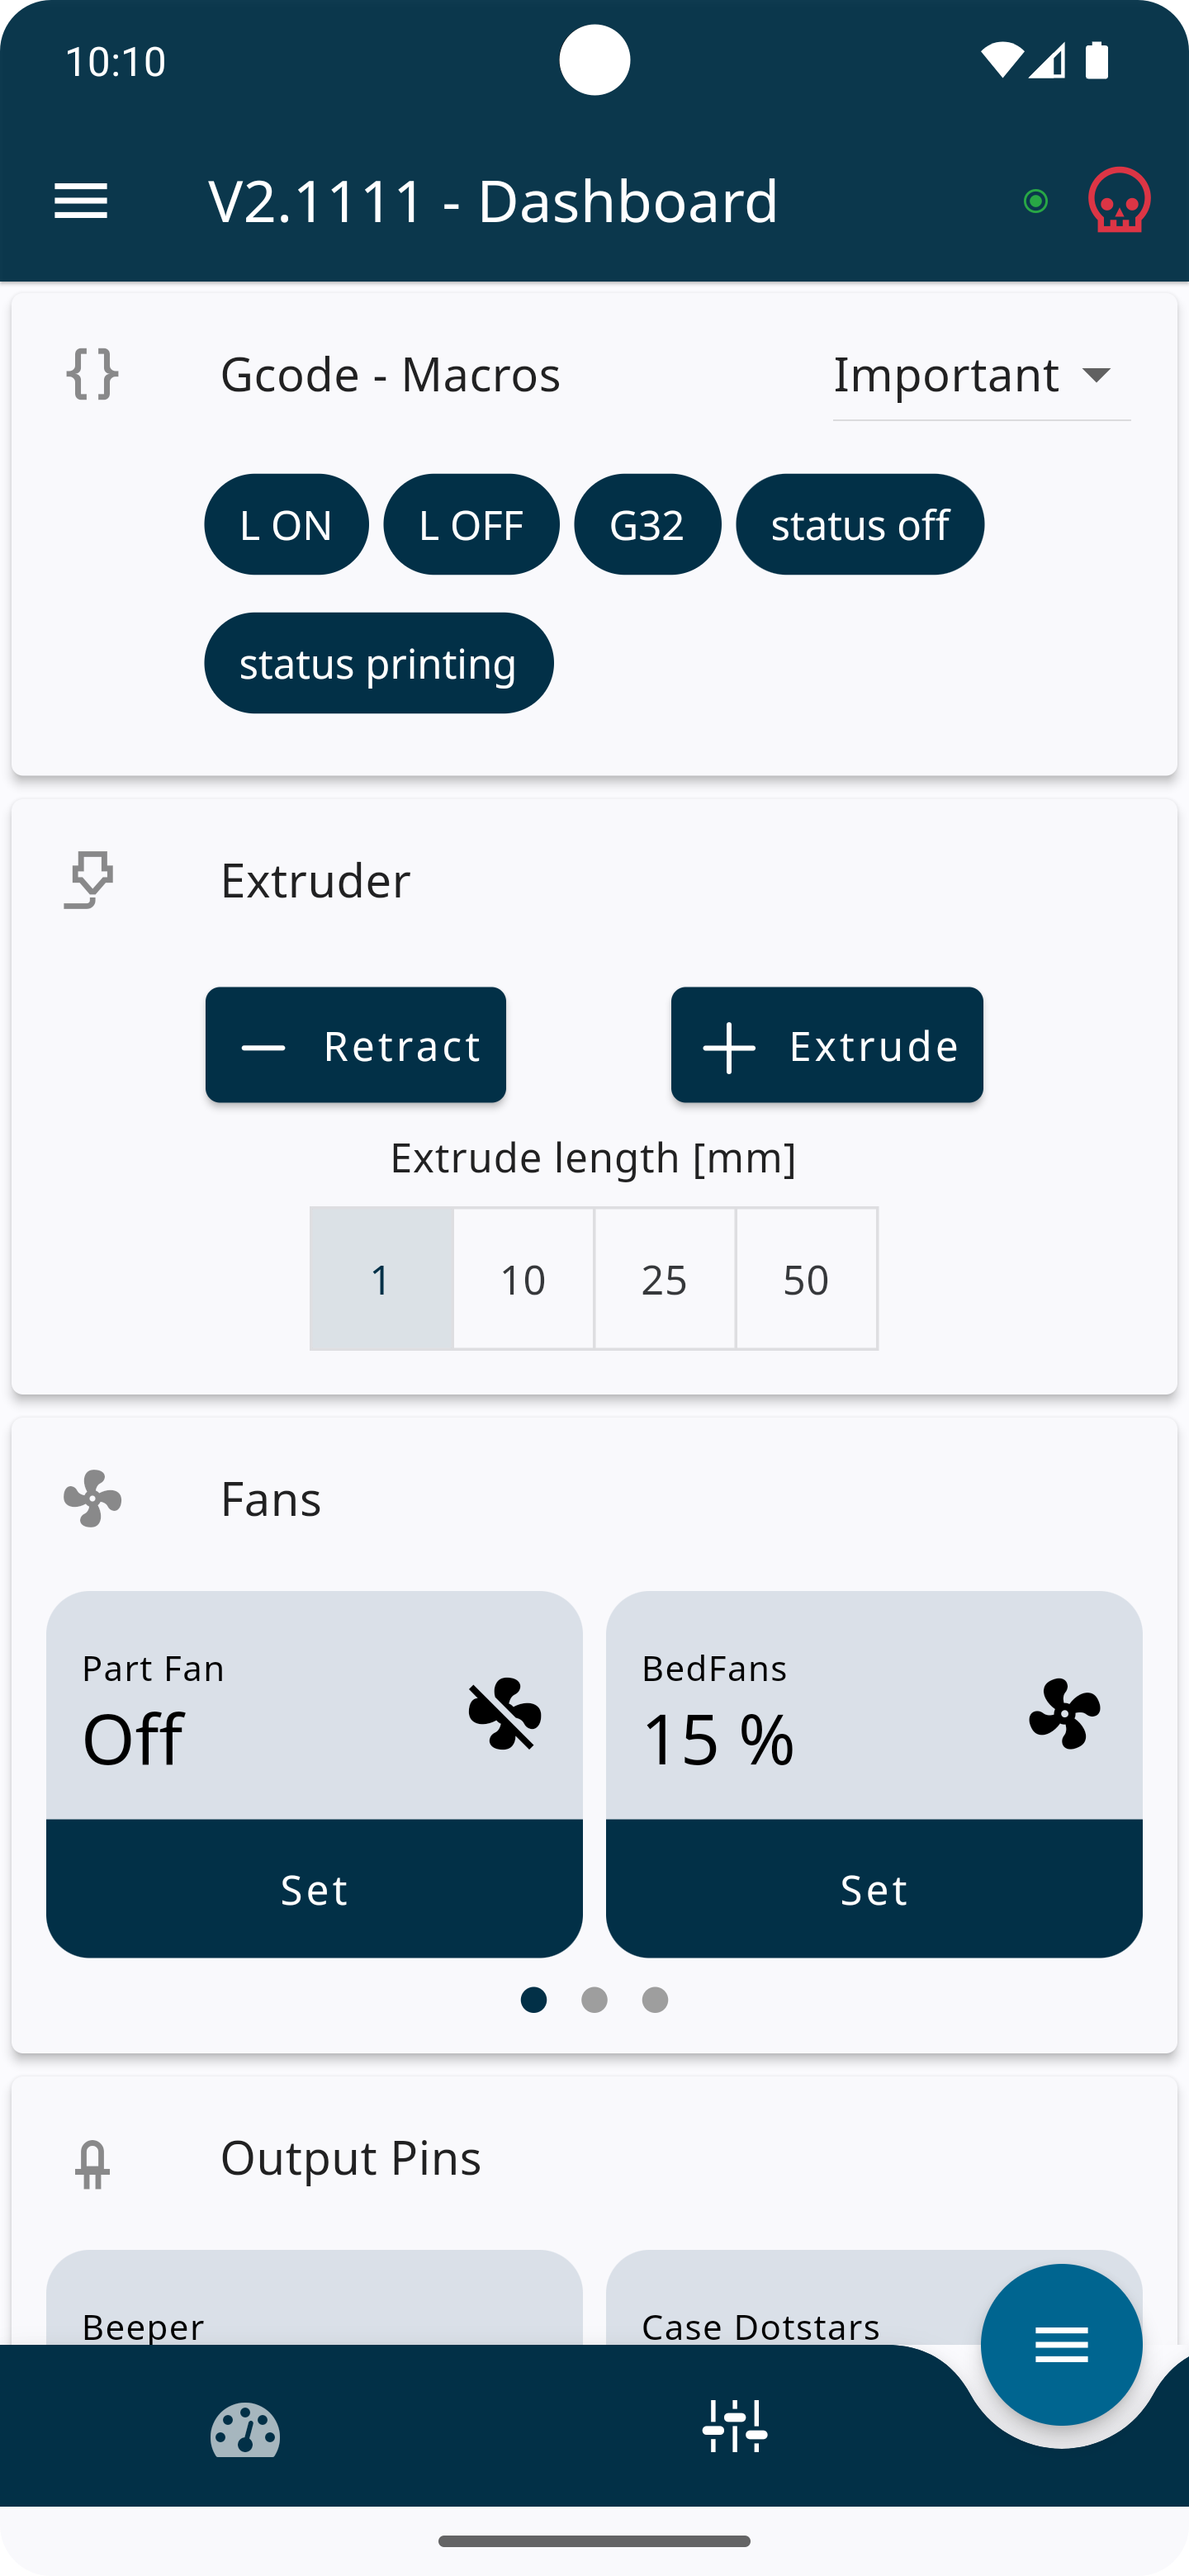 10:10
V2.1111 - Dashboard
Gcode - Macros Important
L ON L OFF G32 status off
status printing
Extruder
Retract Extrude
Extrude length [mm]
1 10 25 50
Fans
Part Fan BedFans
Off 15 %
Set Set
Output Pins
Beeper Case Dotstars